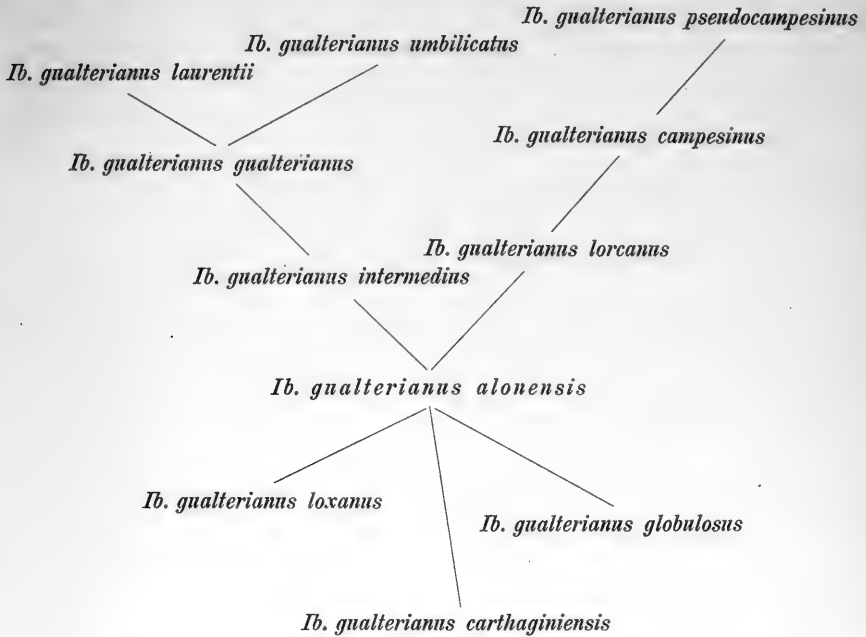 Ib. gualterianus pseudocampesinus
Ib. gualterianus umbilicatus
Ib. gualterianus laurentii
Ib. gualterianus campesinus
Ib. gualterianus gualterianus
Ib. gualterianus lorcanus
Ib. gualterianus intermedius
Ib. gualterianus alonensis
Ib. gualterianus loxanus
Ib. gualterianus globulosus
Ib. gualterianus carthaginiensis